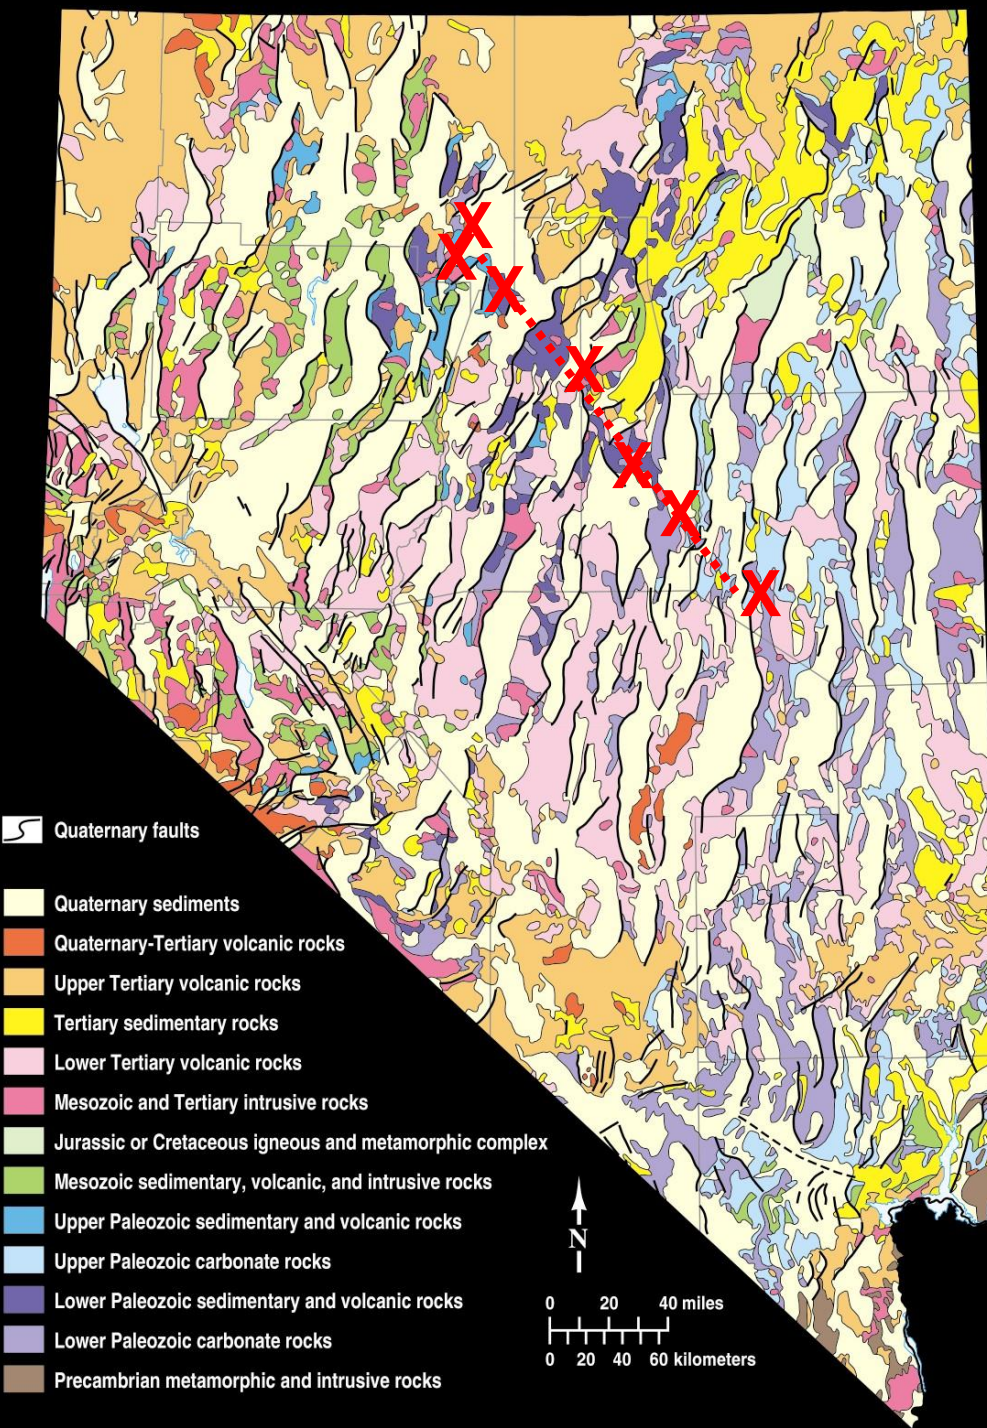 X
X
X
X
X
X
X
Quaternary faults
Quaternary sediments
Quaternary-Tertiary volcanic rocks
Upper Tertiary volcanic rocks
Tertiary sedimentary rocks
Lower Tertiary volcanic rocks
Mesozoic and Tertiary intrusive rocks
Jurassic or Cretaceous igneous and metamorphic complex
Mesozoic sedimentary, volcanic, and intrusive rocks
Upper Paleozoic sedimentary and volcanic rocks
Upper Paleozoic carbonate rocks
Lower Paleozoic sedimentary and volcanic rocks
Lower Paleozoic carbonate rocks
Precambrian metamorphic and intrusive rocks
N
0 20 40 miles
0 20 40 60 kilometers